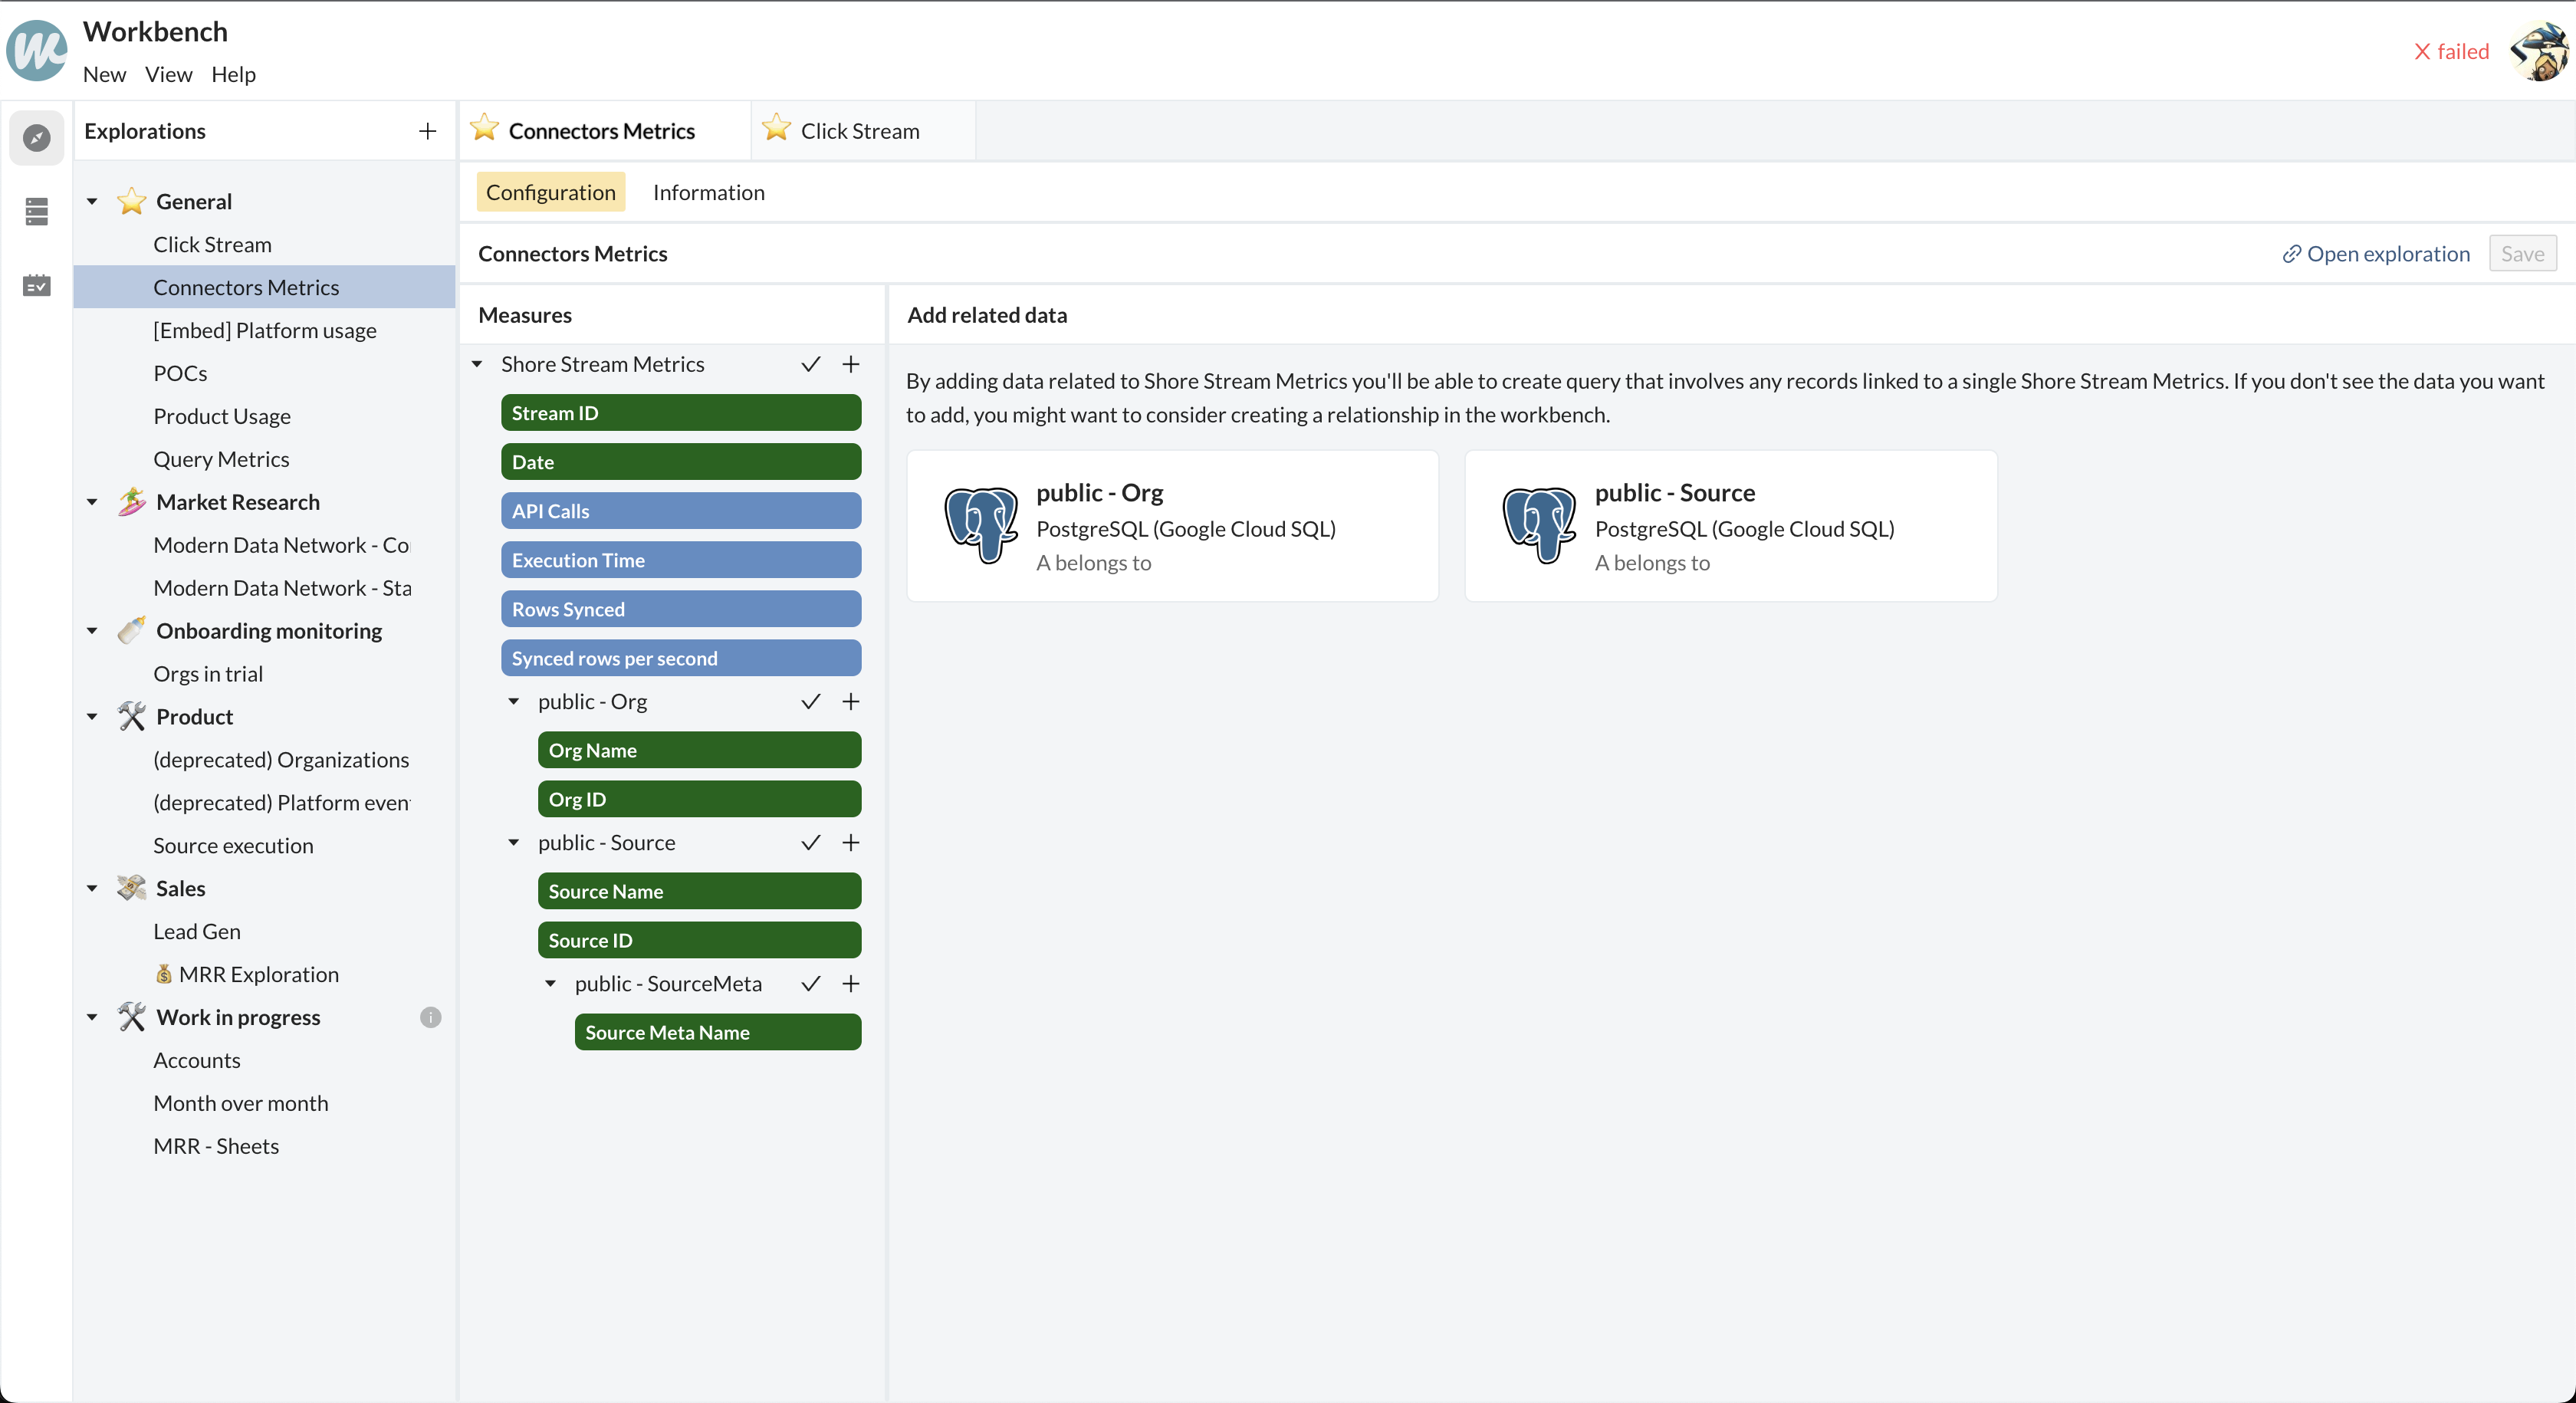 Workbench
New View Help
failed
Explorations
Connectors Metrics
Click Stream
General
Click Stream
Connectors Metrics
[Embed] Platform usage
POCs
Product Usage
Query Metrics
Market Research
Modern Data Network - Co
Modern Data Network - Sta
Onboarding monitoring
Orgs in trial
Product
(deprecated) Organizations
(deprecated) Platform even
Source execution
Sales
Lead Gen
MRR Exploration
Work in progress
Accounts
Month over month
MRR - Sheets
Configuration Information
Connectors Metrics
Open exploration Save
Measures
Shore Stream Metrics
Stream ID
Date
API Calls
Execution Time
Rows Synced
Synced rows per second
public - Org
Org Name
Org ID
public - Source
Source Name
Source ID
public - SourceMeta
Source Meta Name
Add related data
By adding data related to Shore Stream Metrics you'll be able to create query that involves any records linked to a single Shore Stream Metrics. If you don't see the data you want
to add, you might want to consider creating a relationship in the workbench.
public - Org
PostgreSQL (Google Cloud SQL)
A belongs to
public - Source
PostgreSQL (Google Cloud SQL)
A belongs to